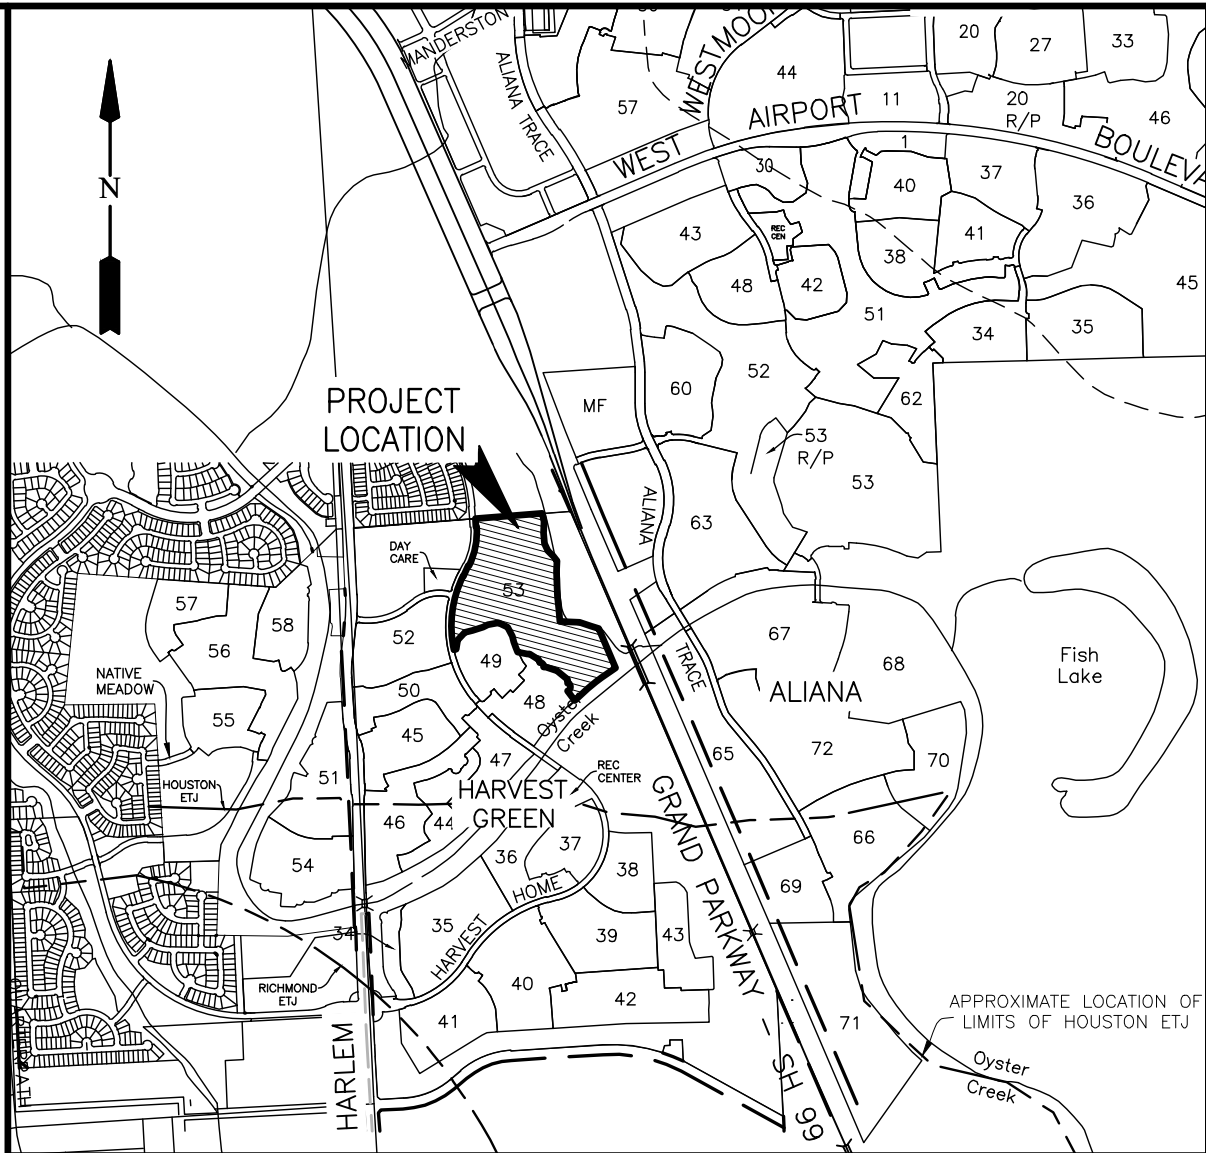 MANDERSTON
ALIANA TRACE
57
44
20
27
33
11
20
R/P
46
WEST AIRPORT
1
30
40
37
36
43
REC
CEN
38
41
45
48
42
51
34
35
N
PROJECT
LOCATION
MF
60
52
62
53
R/P
53
ALIANA
63
DAY
CARE
53
57
58
52
56
49
NATIVE
MEADOW
50
48
55
45
Oyster
Creek
TRACE
67
68
ALIANA
Fish
Lake
72
65
70
51
47
REC
CENTER
HOUSTON
ETJ
HARVEST
GREEN
46
44
GRAND PARKWAY
37
36
54
38
66
69
HOME
35
34
HARVEST
39
43
40
RICHMOND
ETJ
42
41
71
APPROXIMATE LOCATION OF
LIMITS OF HOUSTON ETJ
HARLEM
SH 99
Oyster
Creek